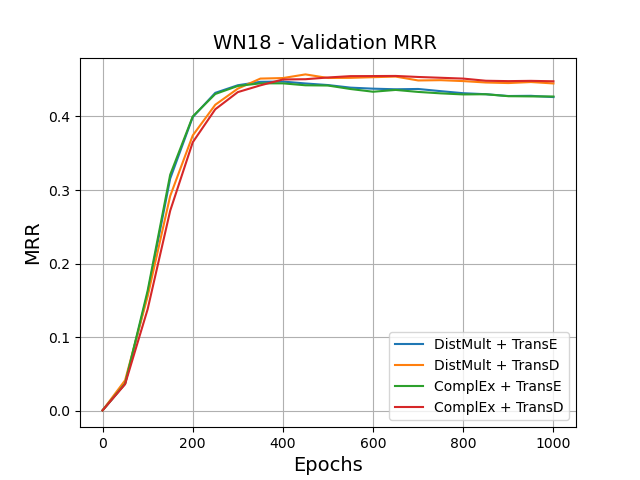 WN18 - Validation MRR
MRR
0.4
0.3
0.2
0.1
0.0
DistMult + TransE
DistMult + TransD
ComplEx + TransE
ComplEx + TransD
0 200 400 600 800 1000
Epochs